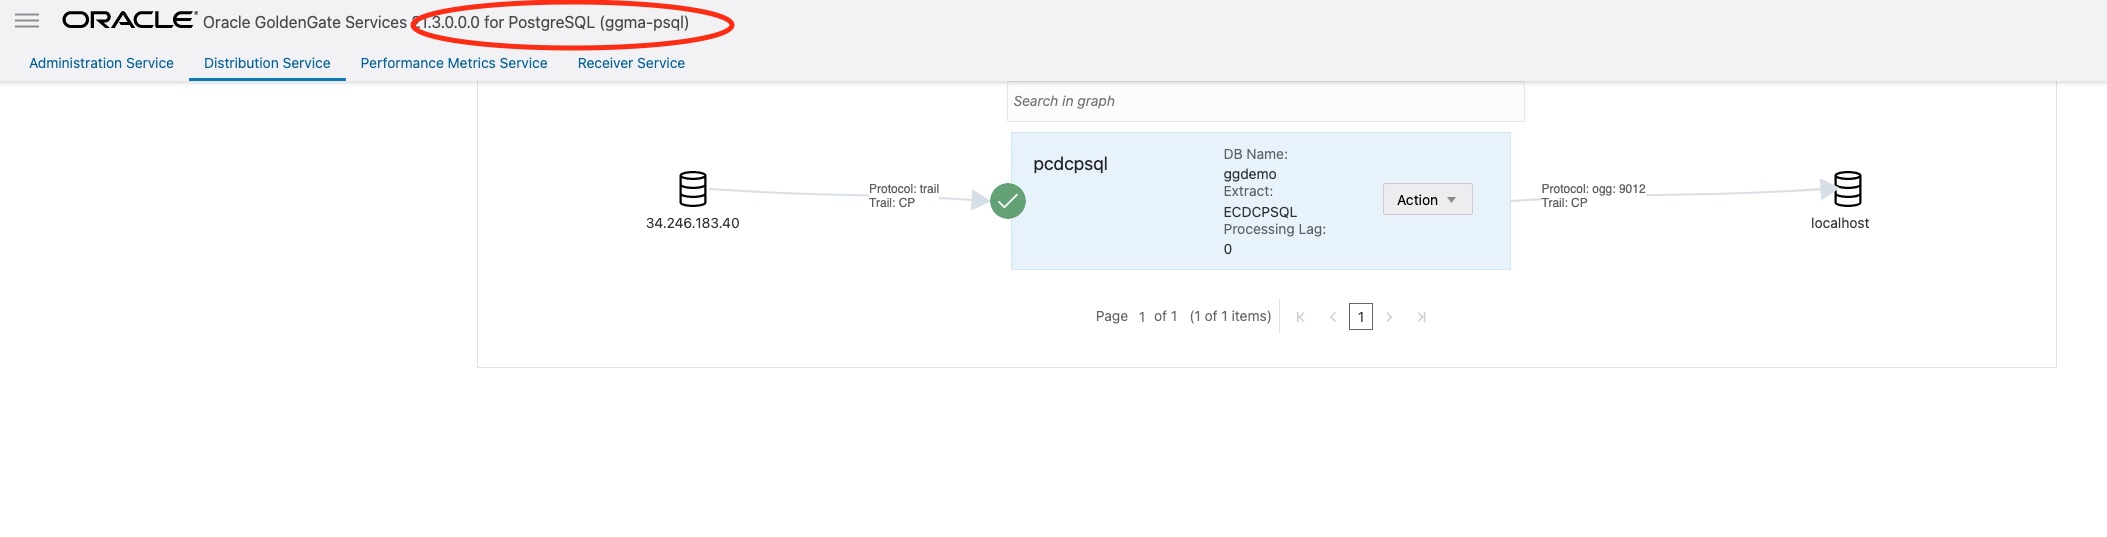 ORACLE Oracle GoldenGate Services 21.3.0.0.0 for PostgreSQL (ggma-psql)
Administration Service Distribution Service Performance Metrics Service Receiver Service
Search in graph
34.246.183.40
Protocol: trail
Trail: CP
pcdcpsql
DB Name:
ggdemo
Extract:
ECDCPSQL
Processing Lag:
0
Action
Protocol: ogg: 9012
Trail: CP
localhost
Page 1 of 1 (1 of 1 items) 1